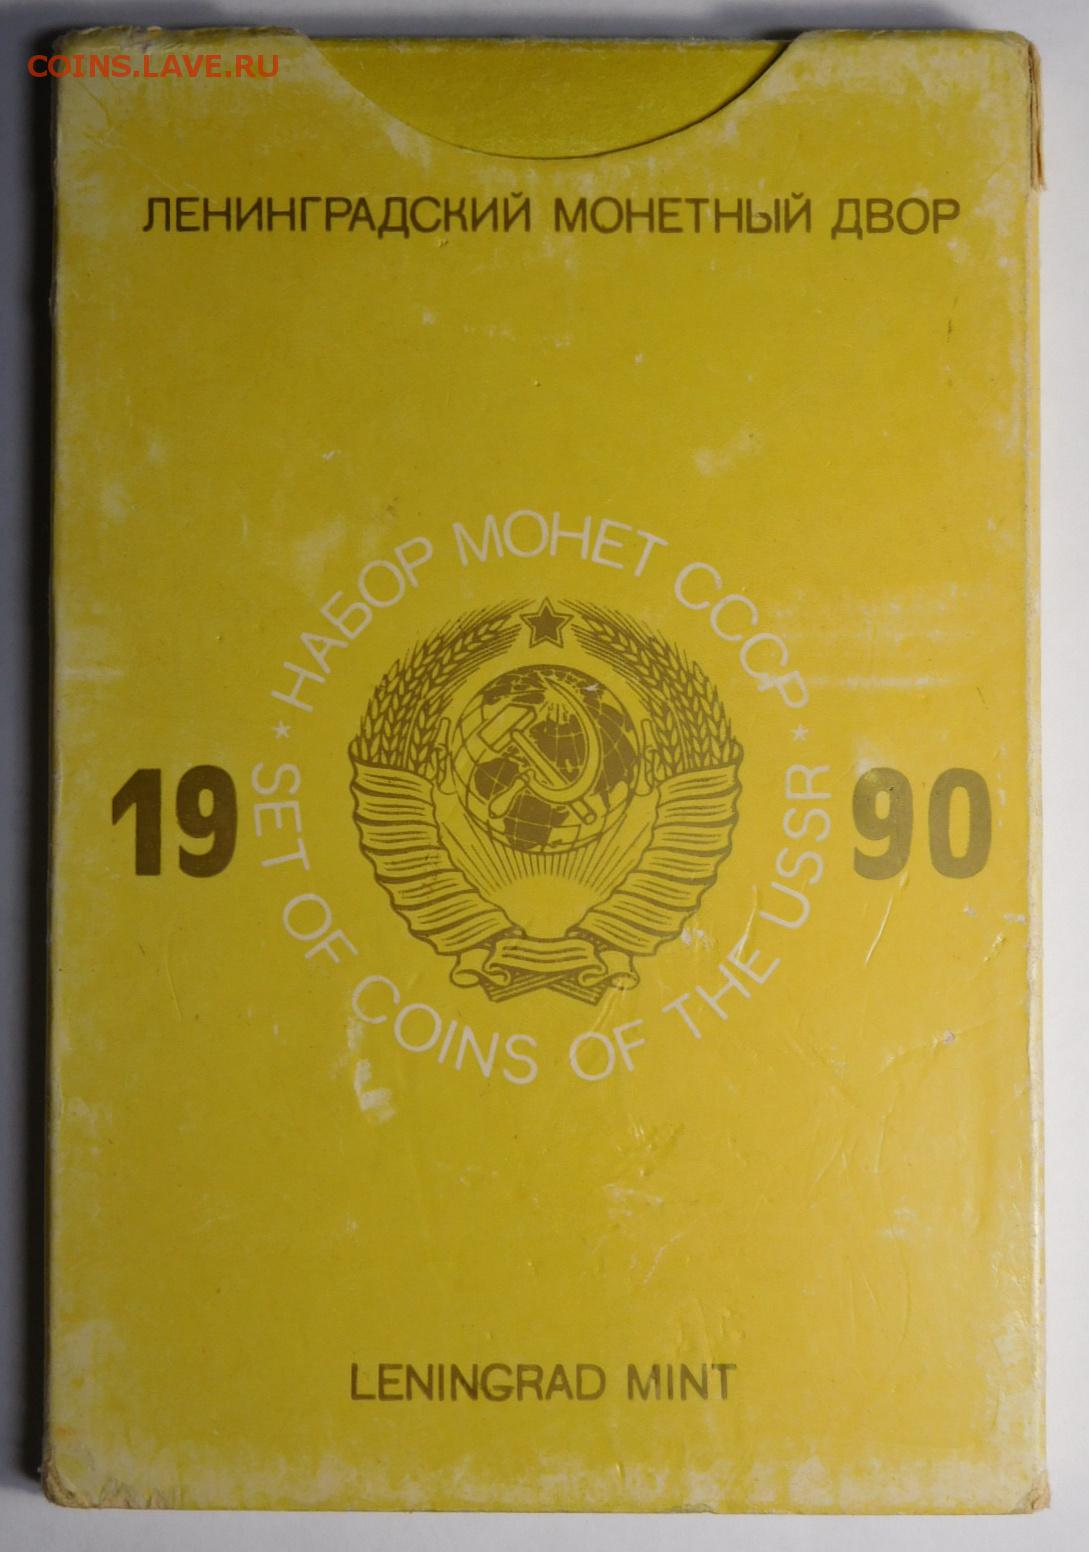 COINS.LAVE.RU
ЛЕНИНГРАДСКИЙ МОНЕТНЫЙ ДВОР
* НАБОР МОНЕТ СССР *
19 90
SET OF COINS OF THE USSR
LENINGRAD MINT